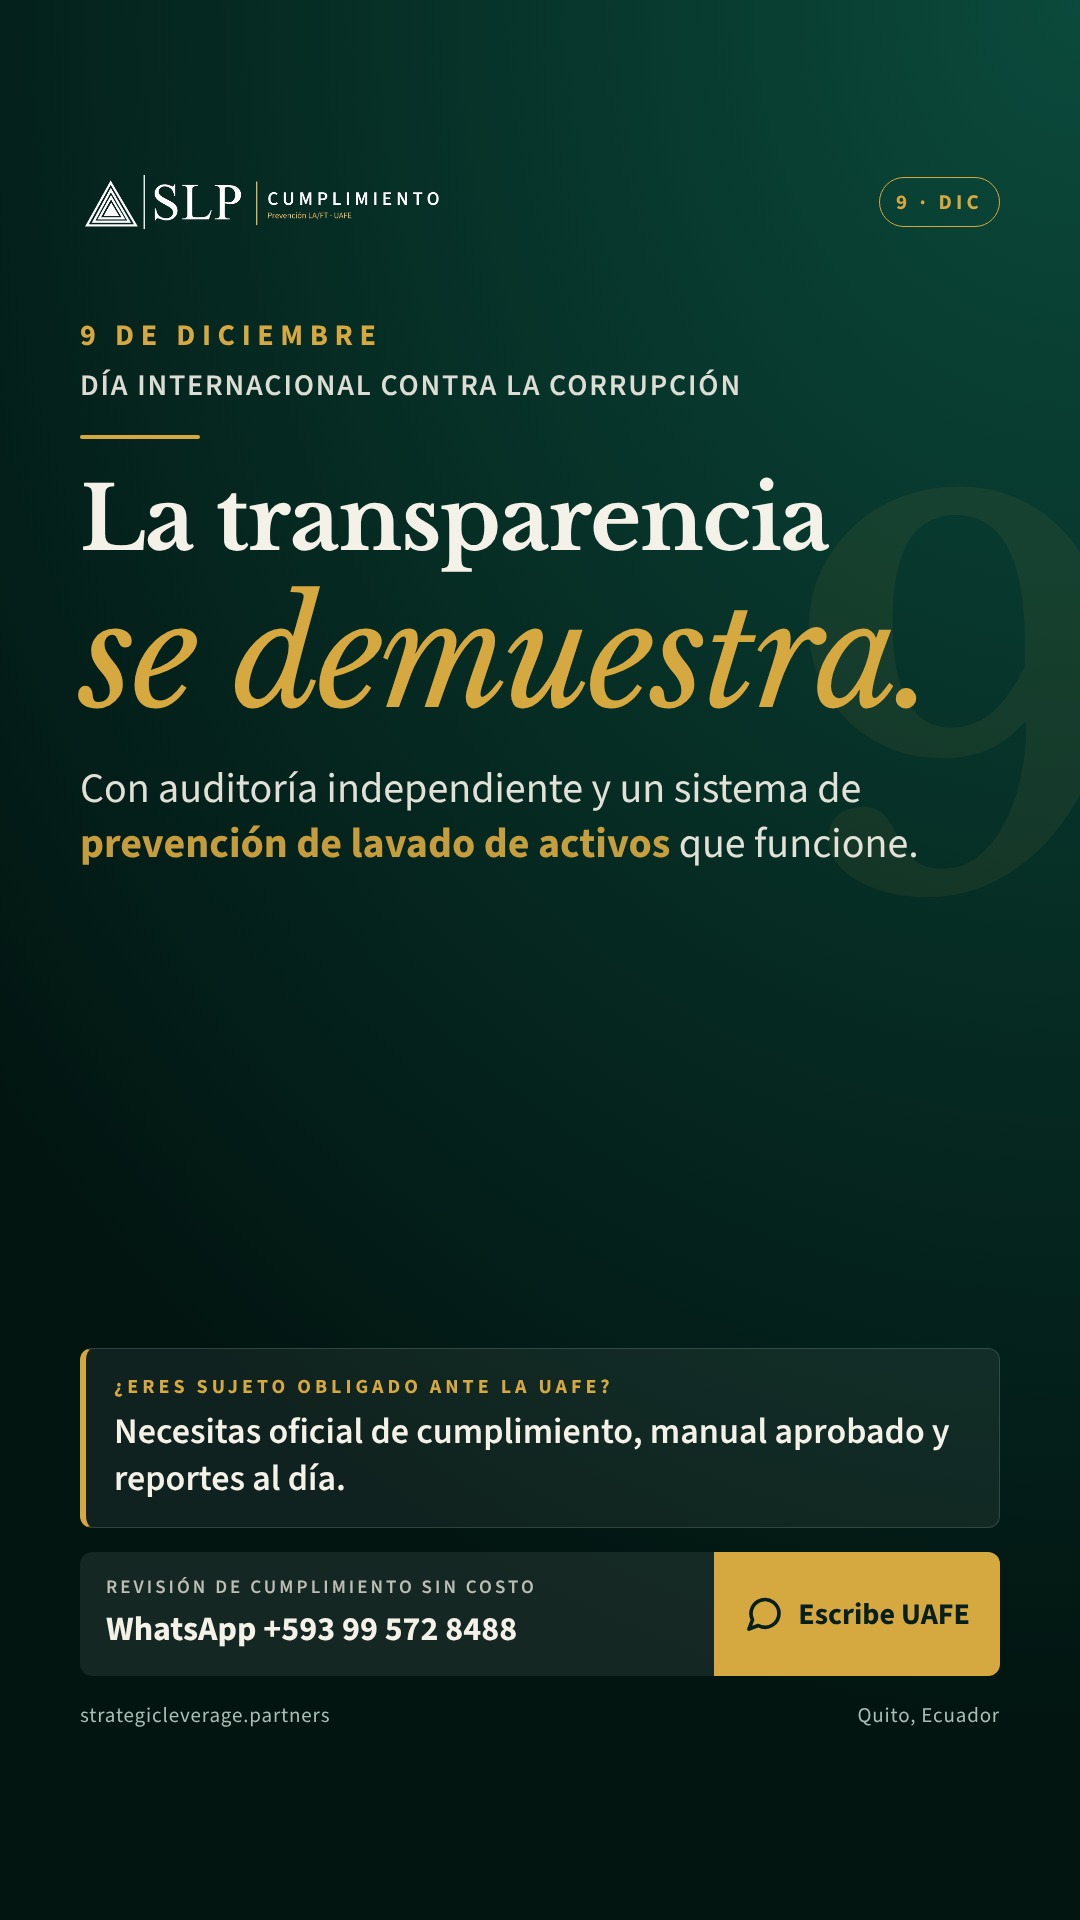 SLP
CUMPLIMIENTO
Prevención LA/FT · UAFE
9 · DIC
9 DE DICIEMBRE
DÍA INTERNACIONAL CONTRA LA CORRUPCIÓN
La transparencia
se demuestra.
9
Con auditoría independiente y un sistema de
prevención de lavado de activos que funcione.
¿ERES SUJETO OBLIGADO ANTE LA UAFE?
Necesitas oficial de cumplimiento, manual aprobado y
reportes al día.
REVISIÓN DE CUMPLIMIENTO SIN COSTO
WhatsApp +593 99 572 8488
Escribe UAFE
strategicleverage.partners
Quito, Ecuador